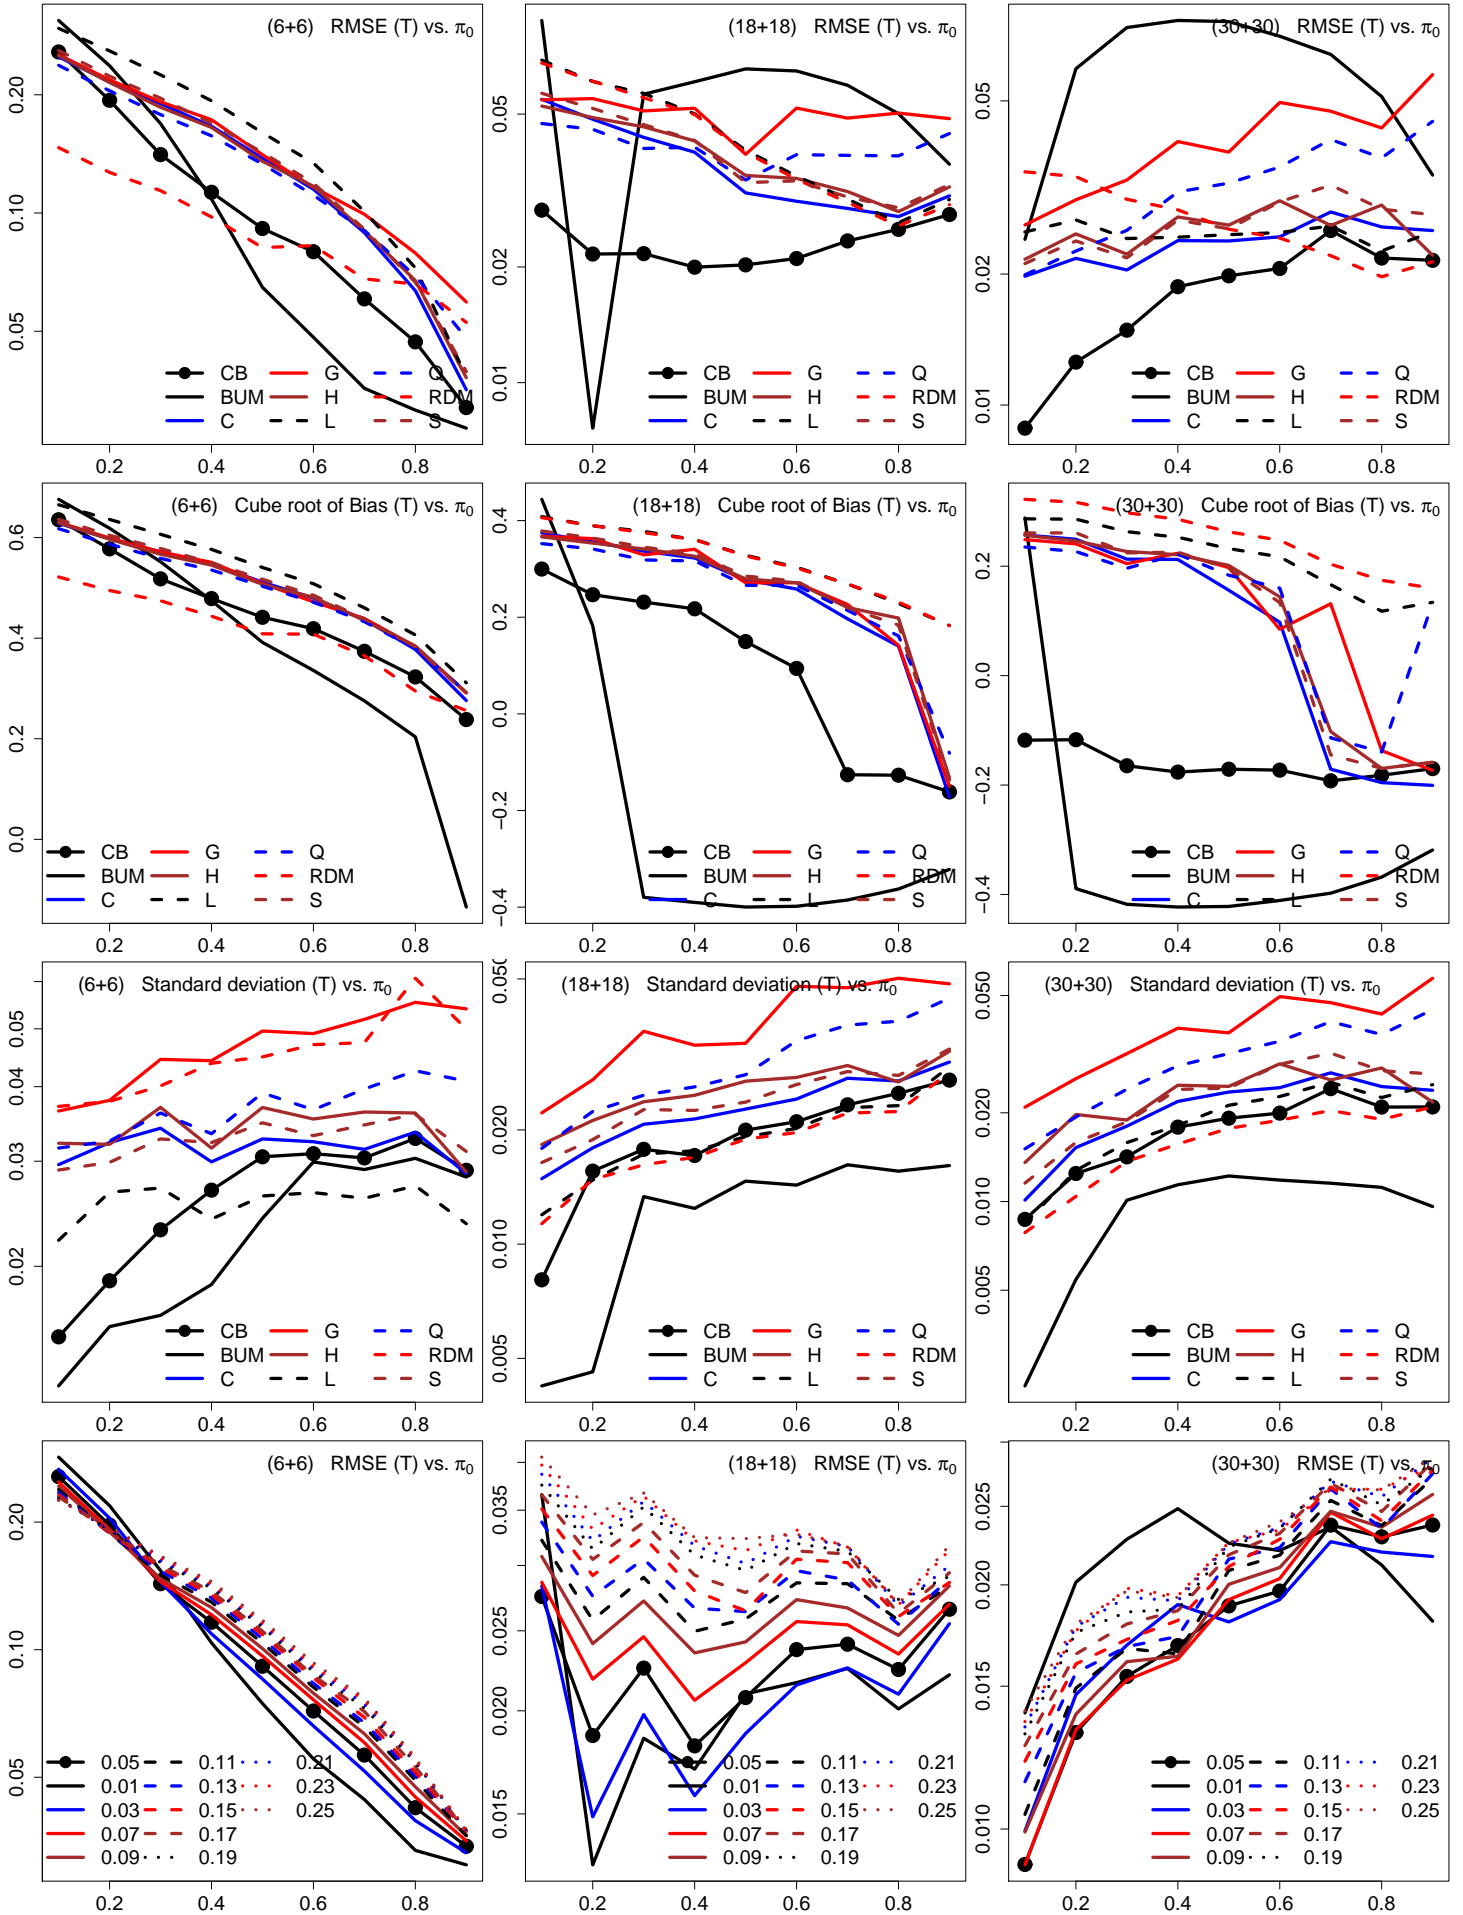 (6+6) RMSE (T) vs. π0
0.20
0.10
0.05
CB G Q
BUM H RDM
C L S
0.2 0.4 0.6 0.8
(18+18) RMSE (T) vs. π0
0.05
0.02
0.01
CB G Q
BUM H RDM
C L S
0.2 0.4 0.6 0.8
(30+30) RMSE (T) vs. π0
0.05
0.02
0.01
CB G Q
BUM H RDM
C L S
0.2 0.4 0.6 0.8
(6+6) Cube root of Bias (T) vs. π0
0.6
0.4
0.2
0.0
CB G Q
BUM H RDM
C L S
0.2 0.4 0.6 0.8
(18+18) Cube root of Bias (T) vs. π0
0.4
0.2
0.0
−0.2
−0.4
CB G Q
BUM H RDM
C L S
0.2 0.4 0.6 0.8
(30+30) Cube root of Bias (T) vs. π0
0.2
0.0
−0.2
−0.4
CB G Q
BUM H RDM
C L S
0.2 0.4 0.6 0.8
(6+6) Standard deviation (T) vs. π0
0.05
0.04
0.03
0.02
CB G Q
BUM H RDM
C L S
0.2 0.4 0.6 0.8
(18+18) Standard deviation (T) vs. π0
0.050
0.020
0.010
0.005
CB G Q
BUM H RDM
C L S
0.2 0.4 0.6 0.8
(30+30) Standard deviation (T) vs. π0
0.050
0.020
0.010
0.005
CB G Q
BUM H RDM
C L S
0.2 0.4 0.6 0.8
(6+6) RMSE (T) vs. π0
0.20
0.10
0.05
0.05 0.11 0.21
0.01 0.13 0.23
0.03 0.15 0.25
0.07 0.17
0.09 0.19
0.2 0.4 0.6 0.8
(18+18) RMSE (T) vs. π0
0.035
0.025
0.020
0.015
0.05 0.11 0.21
0.01 0.13 0.23
0.03 0.15 0.25
0.07 0.17
0.09 0.19
0.2 0.4 0.6 0.8
(30+30) RMSE (T) vs. π0
0.025
0.020
0.015
0.010
0.05 0.11 0.21
0.01 0.13 0.23
0.03 0.15 0.25
0.07 0.17
0.09 0.19
0.2 0.4 0.6 0.8